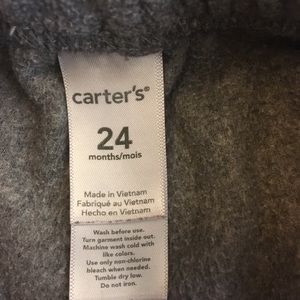 carter's®
24
months/mois
Made in Vietnam
Fabriqué au Vietnam
Hecho en Vietnam
Wash before use.
Turn garment inside out.
Machine wash cold with
like colors.
Use only non-chlorine
bleach when needed.
Tumble dry low.
Do not iron.